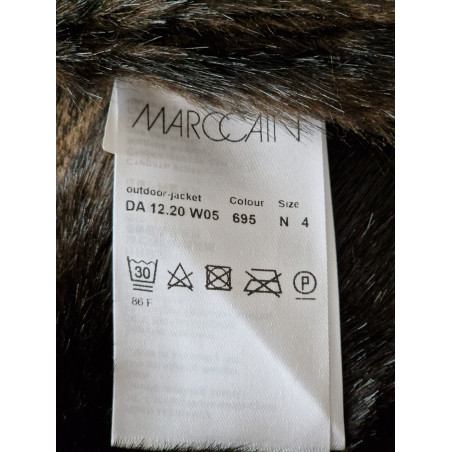 MARCCAIN
outdoor-jacket Colour Size
DA 12.20 W05 695 N 4
30 P
86 F